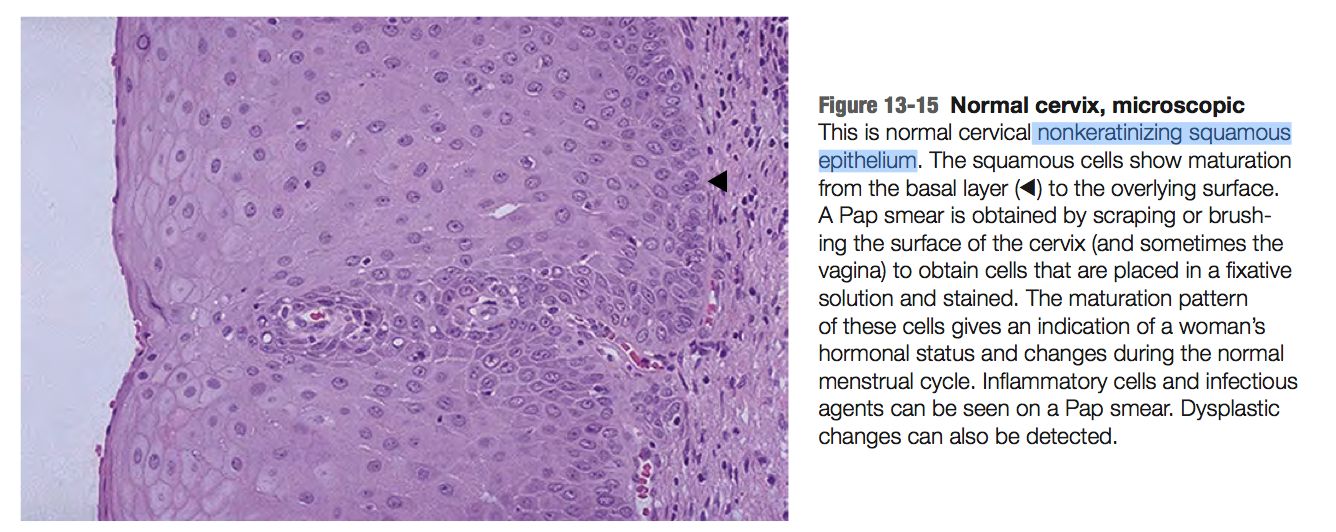 Figure 13-15 Normal cervix, microscopic
This is normal cervical nonkeratinizing squamous
epithelium. The squamous cells show maturation
from the basal layer (◀) to the overlying surface.
A Pap smear is obtained by scraping or brush-
ing the surface of the cervix (and sometimes the
vagina) to obtain cells that are placed in a fixative
solution and stained. The maturation pattern
of these cells gives an indication of a woman's
hormonal status and changes during the normal
menstrual cycle. Inflammatory cells and infectious
agents can be seen on a Pap smear. Dysplastic
changes can also be detected.